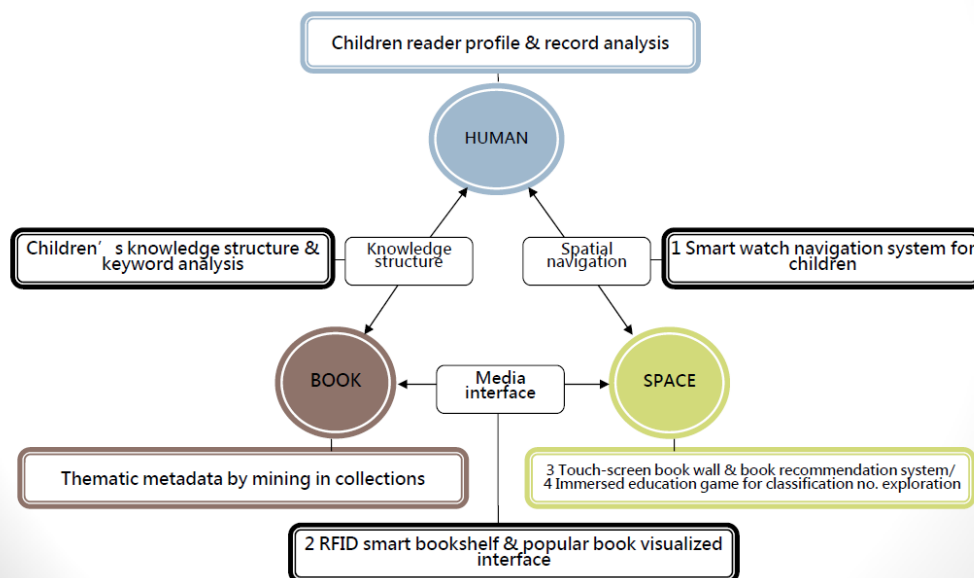 Children reader profile & record analysis
HUMAN
Children's knowledge structure &
keyword analysis
Knowledge
structure
Spatial
navigation
1 Smart watch navigation system for
children
BOOK
Media
interface
SPACE
Thematic metadata by mining in collections
3 Touch-screen book wall & book recommendation system/
4 Immersed education game for classification no. exploration
2 RFID smart bookshelf & popular book visualized
interface